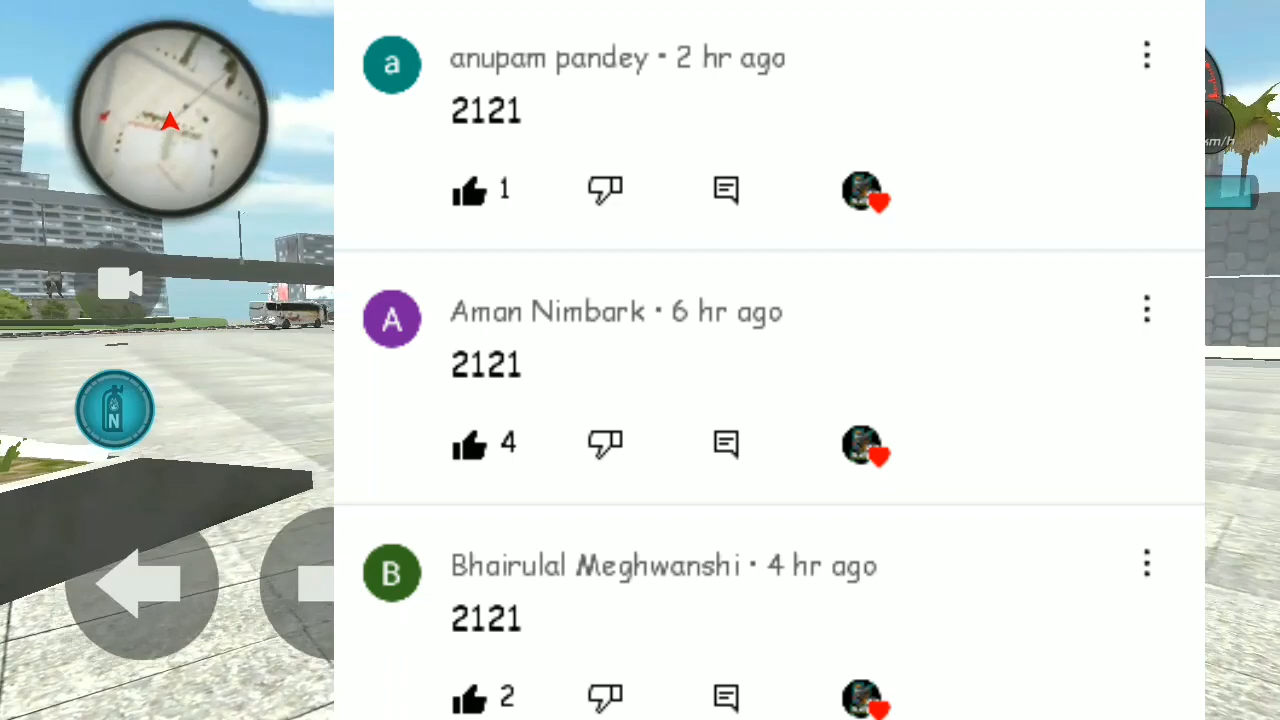 a
anupam pandey • 2 hr ago
2121
1
A
Aman Nimbark • 6 hr ago
2121
4
B
Bhairulal Meghwanshi • 4 hr ago
2121
2
N
km/h